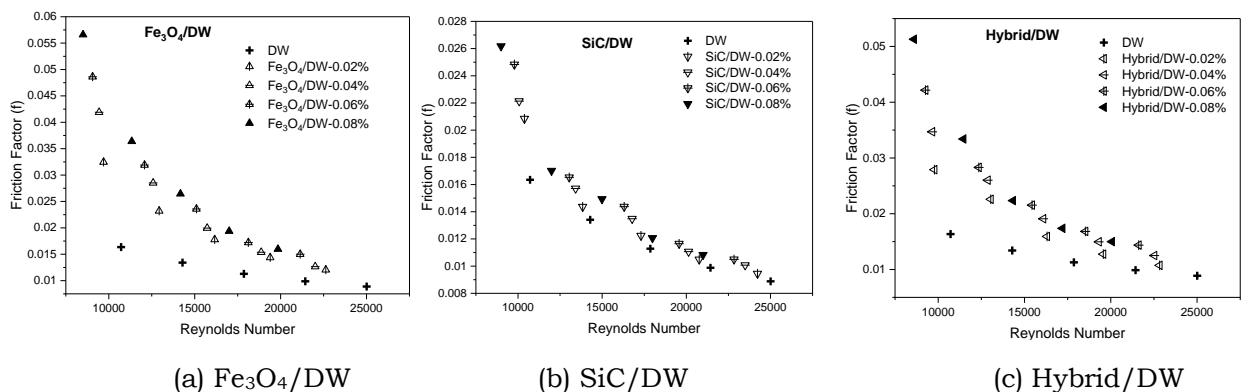 0.06
0.055
0.05
0.045
0.04
0.035
0.03
0.025
0.02
0.015
0.01
Friction Factor (f)
Fe₃O₄/DW
DW
Fe₃O₄/DW-0.02%
Fe₃O₄/DW-0.04%
Fe₃O₄/DW-0.06%
Fe₃O₄/DW-0.08%
10000 15000 20000 25000
Reynolds Number
(a) Fe₃O₄/DW
0.028
0.026
0.024
0.022
0.02
0.018
0.016
0.014
0.012
0.01
0.008
Friction Factor (f)
SiC/DW
DW
SiC/DW-0.02%
SiC/DW-0.04%
SiC/DW-0.06%
SiC/DW-0.08%
10000 15000 20000 25000
Reynolds Number
(b) SiC/DW
0.05
0.04
0.03
0.02
0.01
Friction Factor (f)
Hybrid/DW
DW
Hybrid/DW-0.02%
Hybrid/DW-0.04%
Hybrid/DW-0.06%
Hybrid/DW-0.08%
10000 15000 20000 25000
Reynolds Number
(c) Hybrid/DW